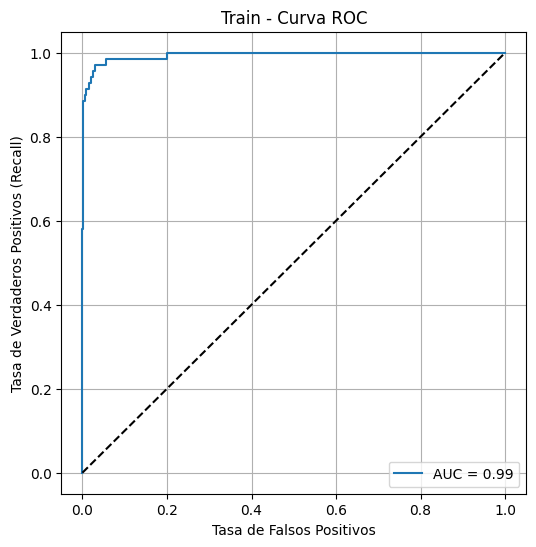 Train - Curva ROC
Tasa de Verdaderos Positivos (Recall)
1.0
0.8
0.6
0.4
0.2
0.0
AUC = 0.99
0.0 0.2 0.4 0.6 0.8 1.0
Tasa de Falsos Positivos